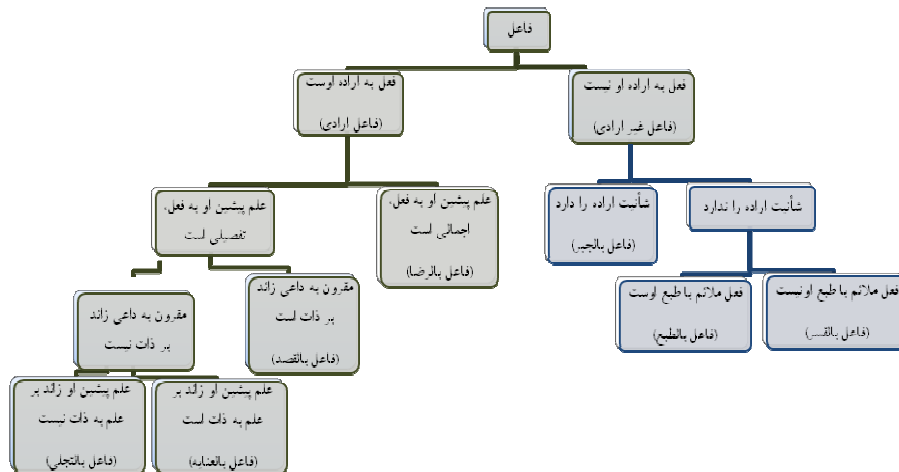 فاعل
فعل به اراده او نیست
(فاعل غیر ارادی)
فعل به اراده اوست
(فاعل ارادی)
شأنیت اراده را ندارد
شأنیت اراده را دارد
(فاعل بالجبر)
علم پیشین او به فعل،
اجمالی است
(فاعل بالرضا)
علم پیشین او به فعل،
تفصیلی است
فعل ملائم با طبع او نیست
(فاعل بالقسر)
فعل ملائم با طبع اوست
(فاعل بالطبع)
مقرون به داعی زائد
بر ذات است
(فاعل بالقصد)
مقرون به داعی زائد
بر ذات نیست
علم پیشین او زائد بر
علم به ذات است
(فاعل بالعنایه)
علم پیشین او زائد بر
علم به ذات نیست
(فاعل بالتجلی)